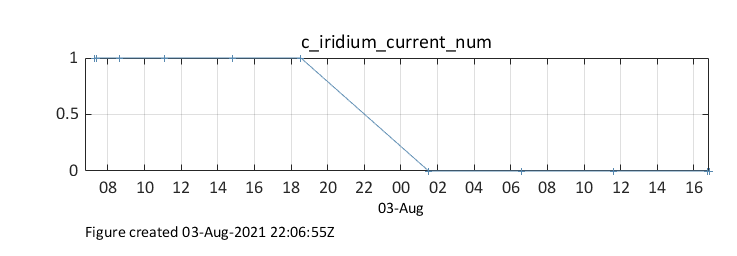 c_iridium_current_num
1
0.5
0
08 10 12 14 16 18 20 22 00 02 04 06 08 10 12 14 16
03-Aug
Figure created 03-Aug-2021 22:06:55Z